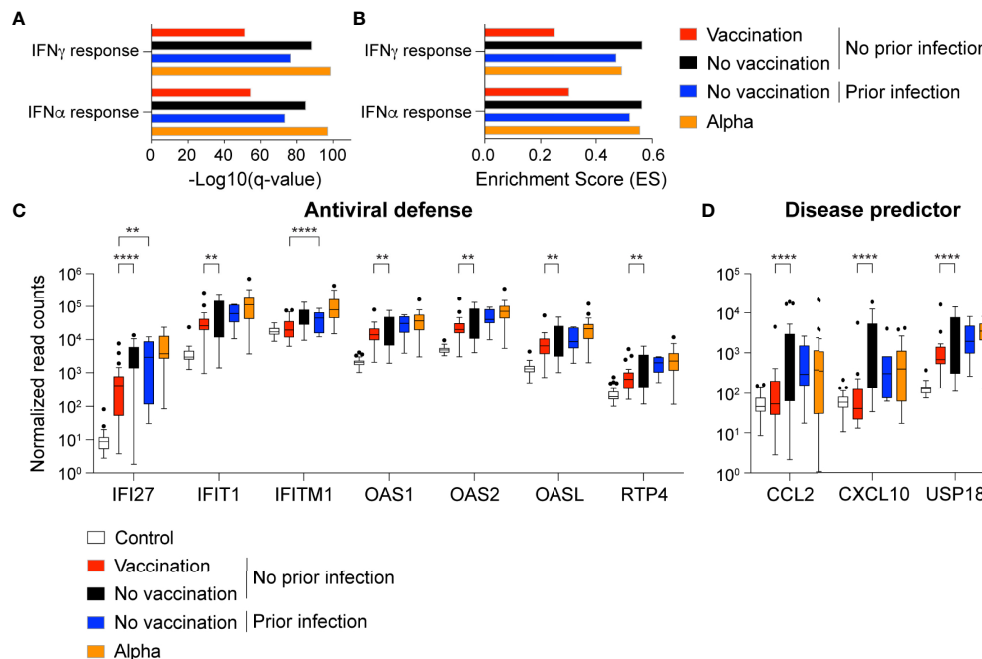 A
B
IFNγ response
IFNα response
0 20 40 60 80 100
-Log10(q-value)
IFNγ response
IFNα response
0.0 0.2 0.4 0.6
Enrichment Score (ES)
Vaccination
No vaccination
No prior infection
No vaccination
Prior infection
Alpha
C
Antiviral defense
D
Disease predictor
Normalized read counts
10⁶
10⁵
10⁴
10³
10²
10¹
10⁰
**
****
**
****
**
**
**
**
IFI27 IFIT1 IFITM1 OAS1 OAS2 OASL RTP4
10⁵
10⁴
10³
10²
10¹
10⁰
**** **** ****
CCL2 CXCL10 USP18
Control
Vaccination
No vaccination
No prior infection
No vaccination
Prior infection
Alpha